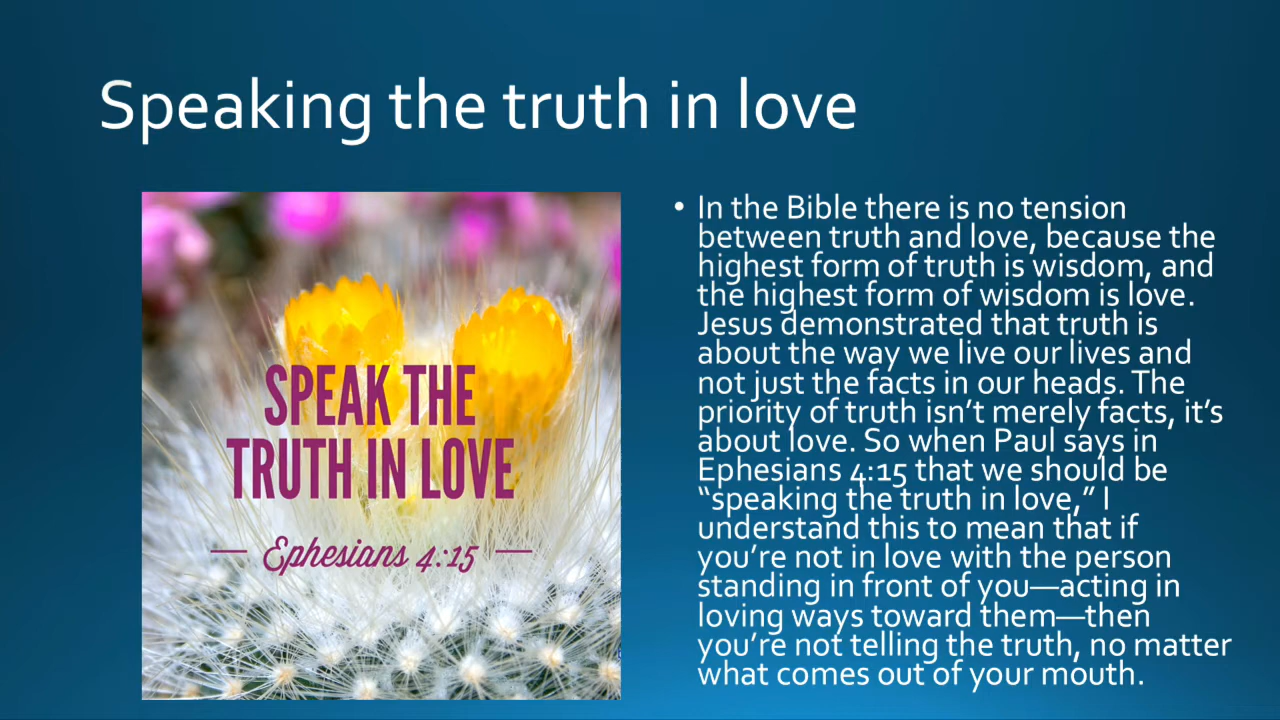 Speaking the truth in love
SPEAK THE
TRUTH IN LOVE
— Ephesians 4:15 —
• In the Bible there is no tension
between truth and love, because the
highest form of truth is wisdom, and
the highest form of wisdom is love.
Jesus demonstrated that truth is
about the way we live our lives and
not just the facts in our heads. The
priority of truth isn’t merely facts, it’s
about love. So when Paul says in
Ephesians 4:15 that we should be
“speaking the truth in love,” I
understand this to mean that if
you’re not in love with the person
standing in front of you—acting in
loving ways toward them—then
you’re not telling the truth, no matter
what comes out of your mouth.